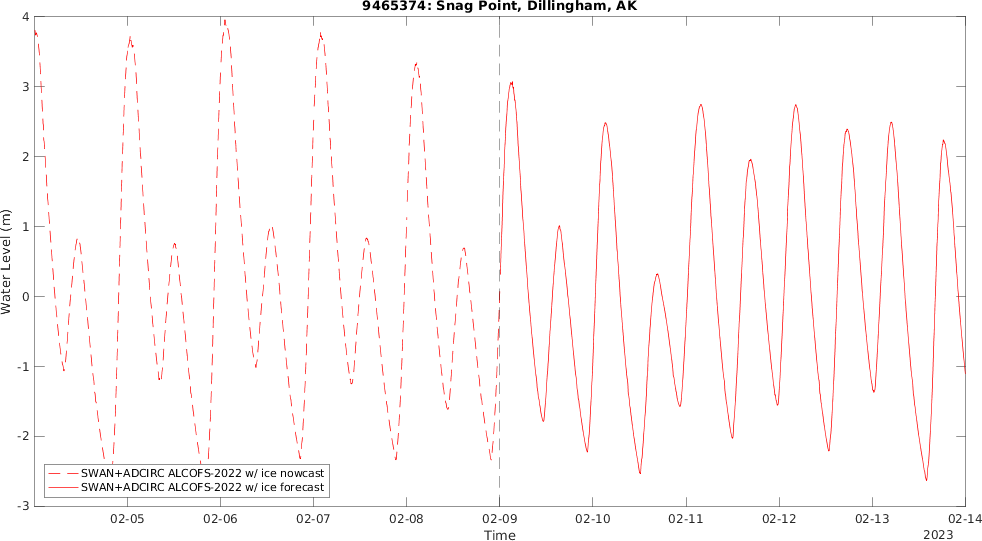 9465374: Snag Point, Dillingham, AK
4
3
2
1
0
-1
-2
-3
Water Level (m)
SWAN+ADCIRC ALCOFS-2022 w/ ice nowcast
SWAN+ADCIRC ALCOFS-2022 w/ ice forecast
02-05 02-06 02-07 02-08 02-09 02-10 02-11 02-12 02-13 02-14
Time
2023